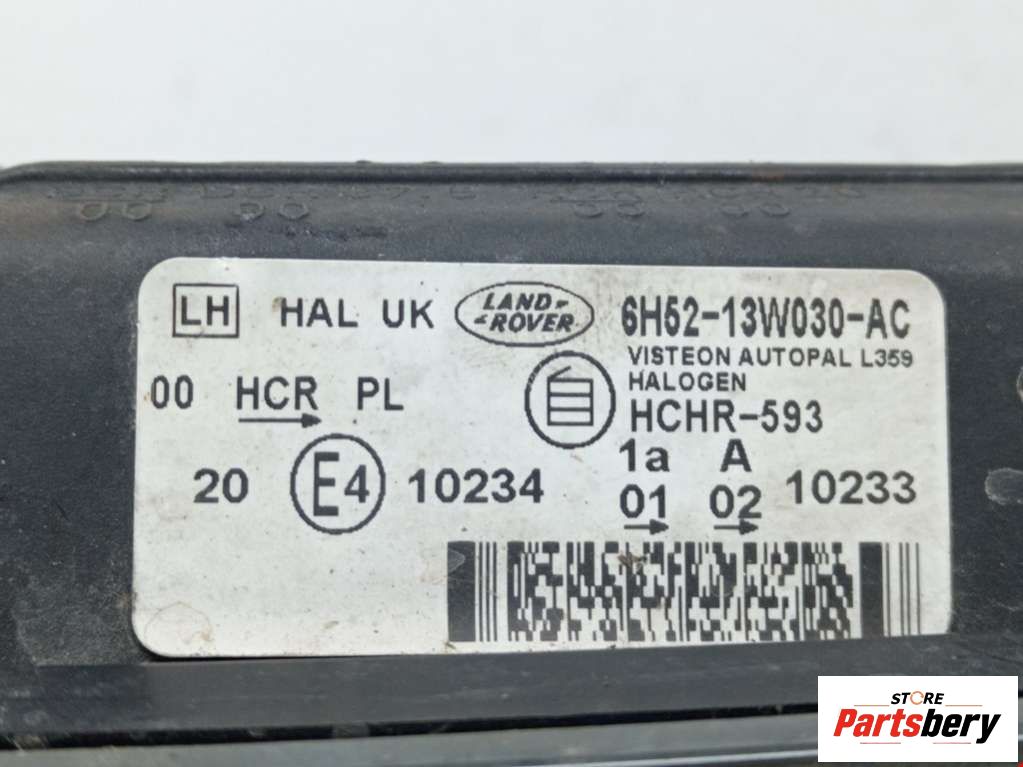 LH HAL UK LAND ROVER 6H52-13W030-AC
VISTEON AUTOPAL L359
HALOGEN
00 HCR PL
HCHR-593
1a A
20 E4 10234 01 02 10233
STORE
Partsbery